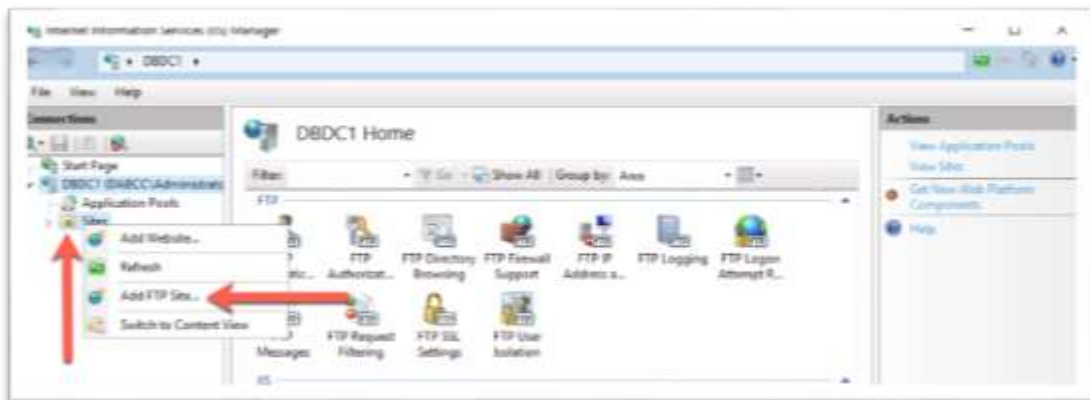 Internet Information Services (IIS) Manager
DBDC1
File View Help
Connections
Start Page
DBDC1 (DABCC\Administrat
Application Pools
Sites
Add Website...
Refresh
Add FTP Site...
Switch to Content View
DBDC1 Home
Filter: Go Show All Group by: Area
FTP
Authorizat...
FTP Directory Browsing
FTP Firewall Support
FTP IP Address a...
FTP Logging
FTP Logon Attempt R...
Messages
FTP Request Filtering
FTP SSL Settings
FTP User Isolation
IIS
Actions
View Application Pools
View Sites
Get New Web Platform
Components
Help